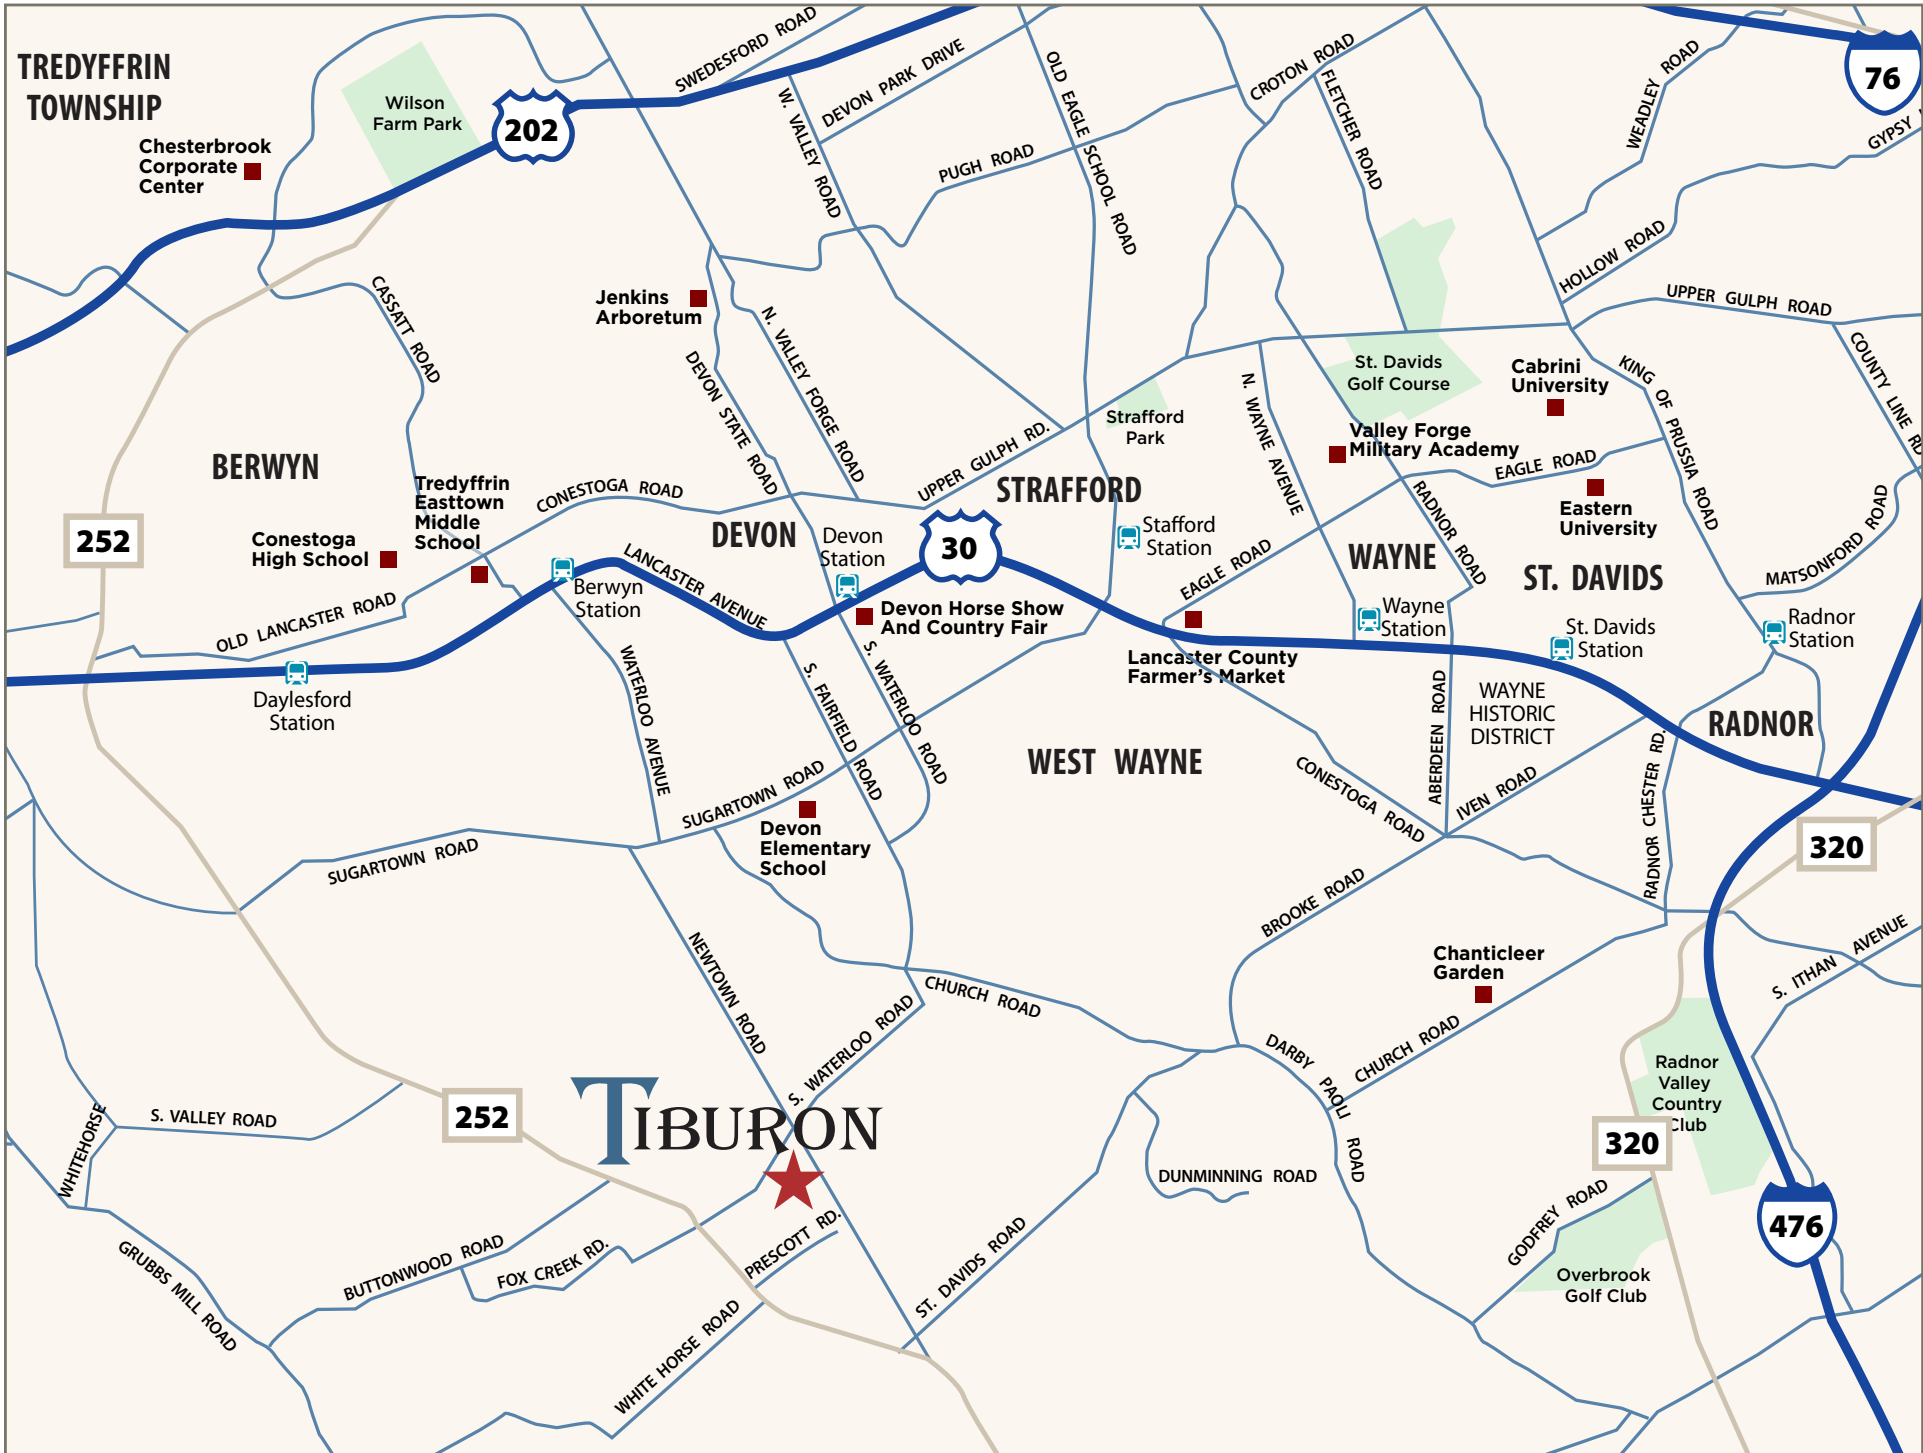 TREDYFFRIN
TOWNSHIP
Chesterbrook
Corporate
Center
Wilson
Farm Park
202
SWEDESFORD ROAD
DEVON PARK DRIVE
W. VALLEY ROAD
PUGH ROAD
OLD EAGLE SCHOOL ROAD
CROTON ROAD
FLETCHER ROAD
WEADLEY ROAD
76
GYPSY
HOLLOW ROAD
UPPER GULPH ROAD
COUNTY LINE RD
CASSATT ROAD
Jenkins
Arboretum
N. VALLEY FORGE ROAD
DEVON STATE ROAD
St. Davids
Golf Course
Cabrini
University
KING OF PRUSSIA ROAD
Strafford
Park
N. WAYNE AVENUE
Valley Forge
Military Academy
EAGLE ROAD
Eastern
University
BERWYN
Tredyffrin
Easttown
Middle
School
CONESTOGA ROAD
UPPER GULPH RD.
STRAFFORD
252
Conestoga
High School
DEVON
Devon
Station
30
Stafford
Station
EAGLE ROAD
WAYNE
RADNOR ROAD
ST. DAVIDS
MATSONFORD ROAD
OLD LANCASTER ROAD
Berwyn
Station
LANCASTER AVENUE
Devon Horse Show
And Country Fair
Wayne
Station
St. Davids
Station
Radnor
Station
Daylesford
Station
WATERLOO AVENUE
S. FAIRFIELD ROAD
S. WATERLOO ROAD
Lancaster County
Farmer's Market
ABERDEEN ROAD
WAYNE
HISTORIC
DISTRICT
RADNOR
WEST WAYNE
CONESTOGA ROAD
IVEN ROAD
RADNOR CHESTER RD.
SUGARTOWN ROAD
SUGARTOWN ROAD
Devon
Elementary
School
320
BROOKE ROAD
NEWTOWN ROAD
CHURCH ROAD
Chanticleer
Garden
S. ITHAN AVENUE
S. WATERLOO ROAD
DARBY PAOLI ROAD
CHURCH ROAD
Radnor
Valley
Country
Club
252
TIBURON
S. VALLEY ROAD
WHITEHORSE
320
DUNMINNING ROAD
476
GODFREY ROAD
GRUBBS MILL ROAD
BUTTONWOOD ROAD
FOX CREEK RD.
PRESCOTT RD.
ST. DAVIDS ROAD
Overbrook
Golf Club
WHITE HORSE ROAD